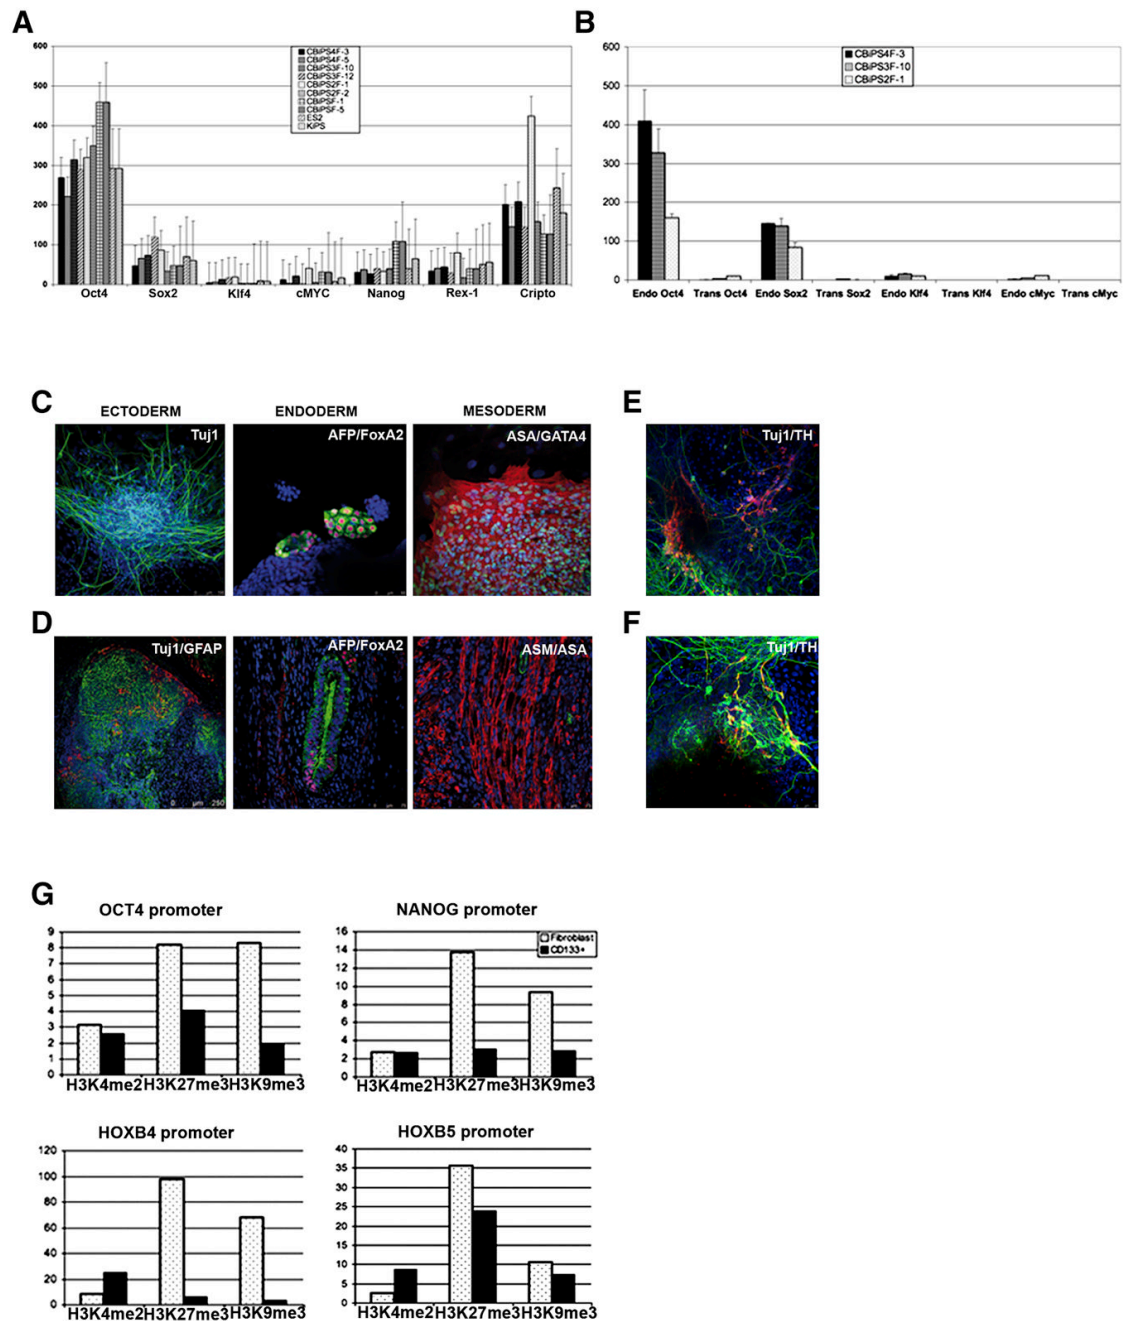 A
600
500
400
300
200
100
0
CBiPS4F-3
CBiPS4F-5
CBiPS3F-10
CBiPS3F-12
CBiPS2F-1
CBiPS2F-2
CBiPSF-1
CBiPSF-5
ES2
KiPS
Oct4 Sox2 Klf4 cMYC Nanog Rex-1 Cripto
B
600
500
400
300
200
100
0
CBiPS4F-3
CBiPS3F-10
CBiPS2F-1
Endo Oct4 Trans Oct4 Endo Sox2 Trans Sox2 Endo Klf4 Trans Klf4 Endo cMyc Trans cMyc
C
ECTODERM ENDODERM MESODERM
Tuj1 AFP/FoxA2 ASA/GATA4
E
Tuj1/TH
D
Tuj1/GFAP AFP/FoxA2 ASM/ASA
0 µm 250
F
Tuj1/TH
G
OCT4 promoter
9
8
7
6
5
4
3
2
1
0
H3K4me2 H3K27me3 H3K9me3
NANOG promoter
16
14
12
10
8
6
4
2
0
Fibroblast
CD133+
H3K4me2 H3K27me3 H3K9me3
HOXB4 promoter
120
100
80
60
40
20
0
H3K4me2 H3K27me3 H3K9me3
HOXB5 promoter
40
35
30
25
20
15
10
5
0
H3K4me2 H3K27me3 H3K9me3